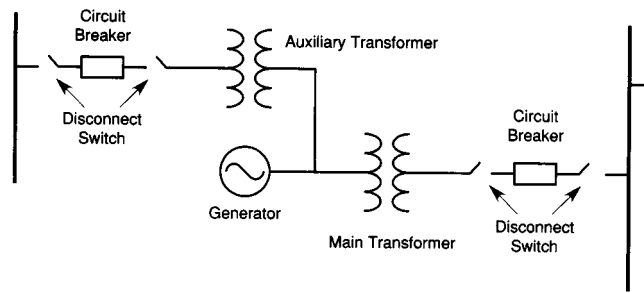 Circuit
Breaker
Auxiliary Transformer
Disconnect
Switch
Circuit
Breaker
Generator
Main Transformer
Disconnect
Switch